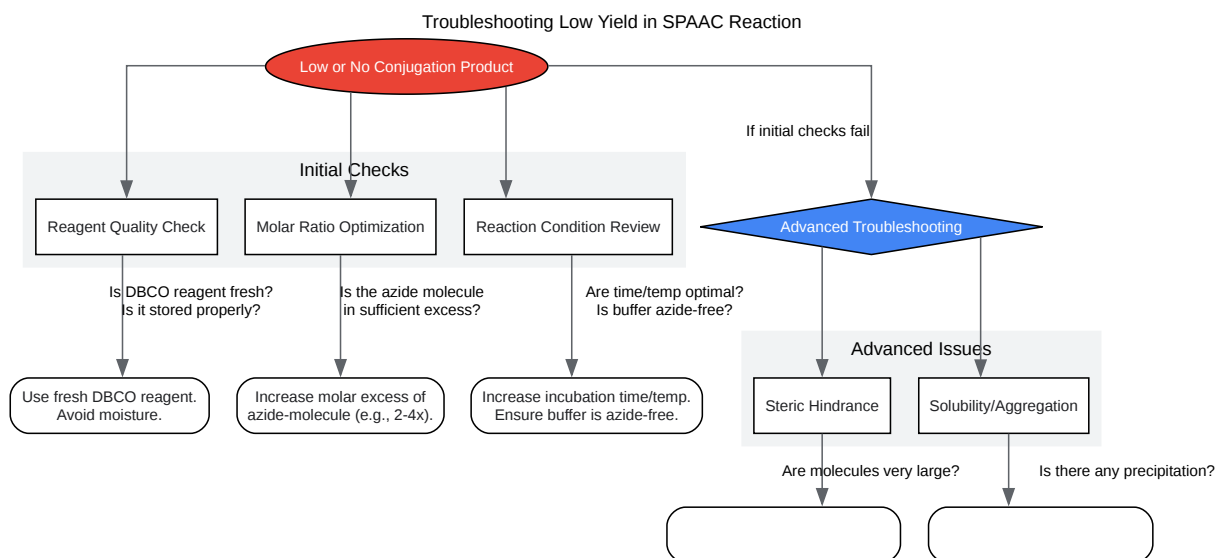 Troubleshooting Low Yield in SPAAC Reaction
Low or No Conjugation Product
If initial checks fail
Initial Checks
Reagent Quality Check
Molar Ratio Optimization
Reaction Condition Review
Advanced Troubleshooting
Is DBCO reagent fresh?
Is it stored properly?
Is the azide molecule
in sufficient excess?
Are time/temp optimal?
Is buffer azide-free?
Advanced Issues
Use fresh DBCO reagent.
Avoid moisture.
Increase molar excess of
azide-molecule (e.g., 2-4x).
Increase incubation time/temp.
Ensure buffer is azide-free.
Steric Hindrance
Solubility/Aggregation
Are molecules very large?
Is there any precipitation?